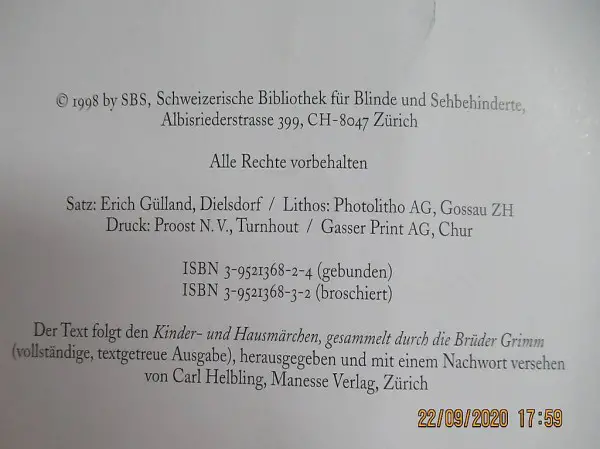 © 1998 by SBS, Schweizerische Bibliothek für Blinde und Sehbehinderte,
Albisriederstrasse 399, CH-8047 Zürich
Alle Rechte vorbehalten
Satz: Erich Gülland, Dielsdorf / Lithos: Photolitho AG, Gossau ZH
Druck: Proost N. V., Turnhout / Gasser Print AG, Chur
ISBN 3-9521368-2-4 (gebunden)
ISBN 3-9521368-3-2 (broschiert)
Der Text folgt den Kinder- und Hausmärchen, gesammelt durch die Brüder Grimm
(vollständige, textgetreue Ausgabe), herausgegeben und mit einem Nachwort versehen
von Carl Helbling, Manesse Verlag, Zürich
22/09/2020 17:59